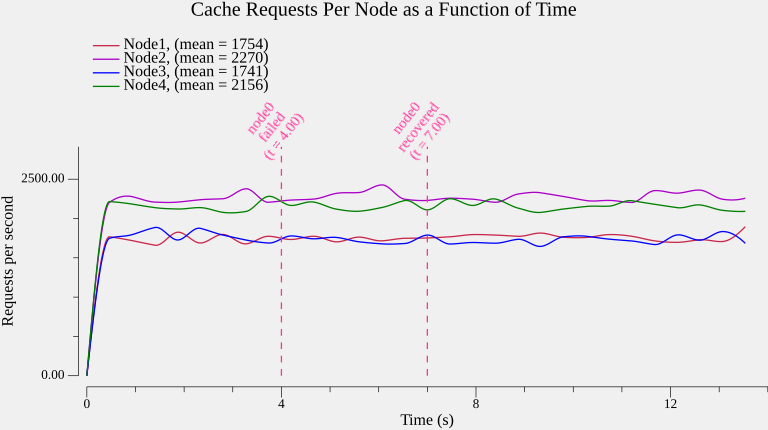 Cache Requests Per Node as a Function of Time
Node1, (mean = 1754)
Node2, (mean = 2270)
Node3, (mean = 1741)
Node4, (mean = 2156)
node0
failed
(t = 4.00)
node0
recovered
(t = 7.00)
2500.00
Requests per second
0.00
0
4
8
12
Time (s)